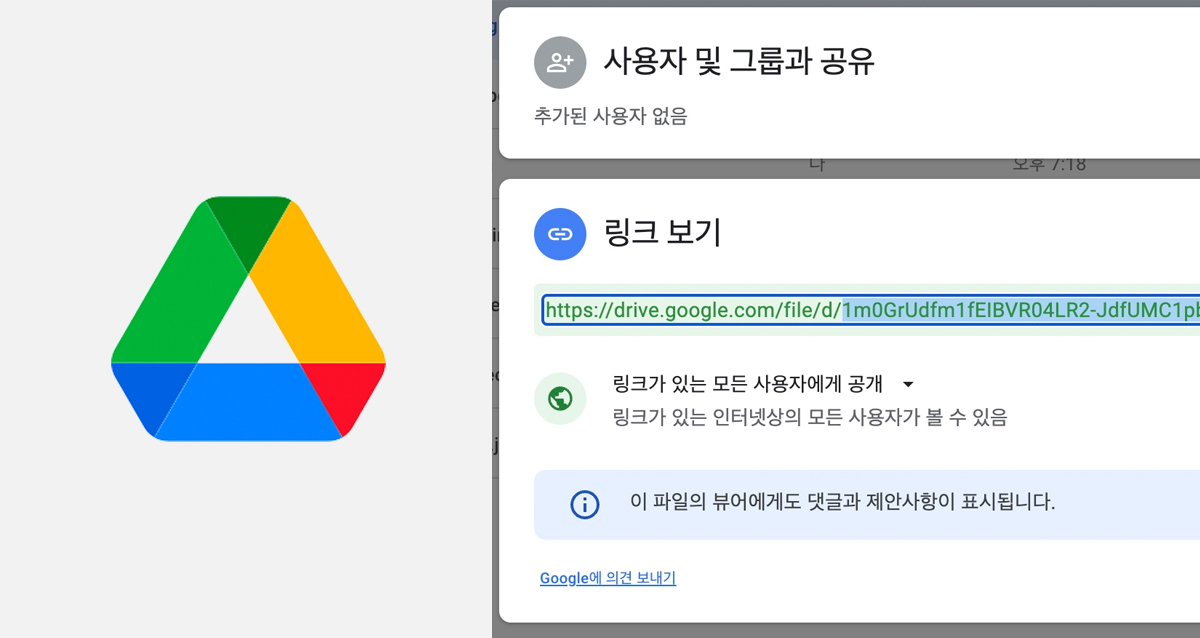 사용자 및 그룹과 공유
추가된 사용자 없음
나 오후 7:18
링크 보기
https://drive.google.com/file/d/1m0GrUdfm1fEIBVR04LR2-JdfUMC1pb
링크가 있는 모든 사용자에게 공개
링크가 있는 인터넷상의 모든 사용자가 볼 수 있음
이 파일의 뷰어에게도 댓글과 제안사항이 표시됩니다.
Google에 의견 보내기